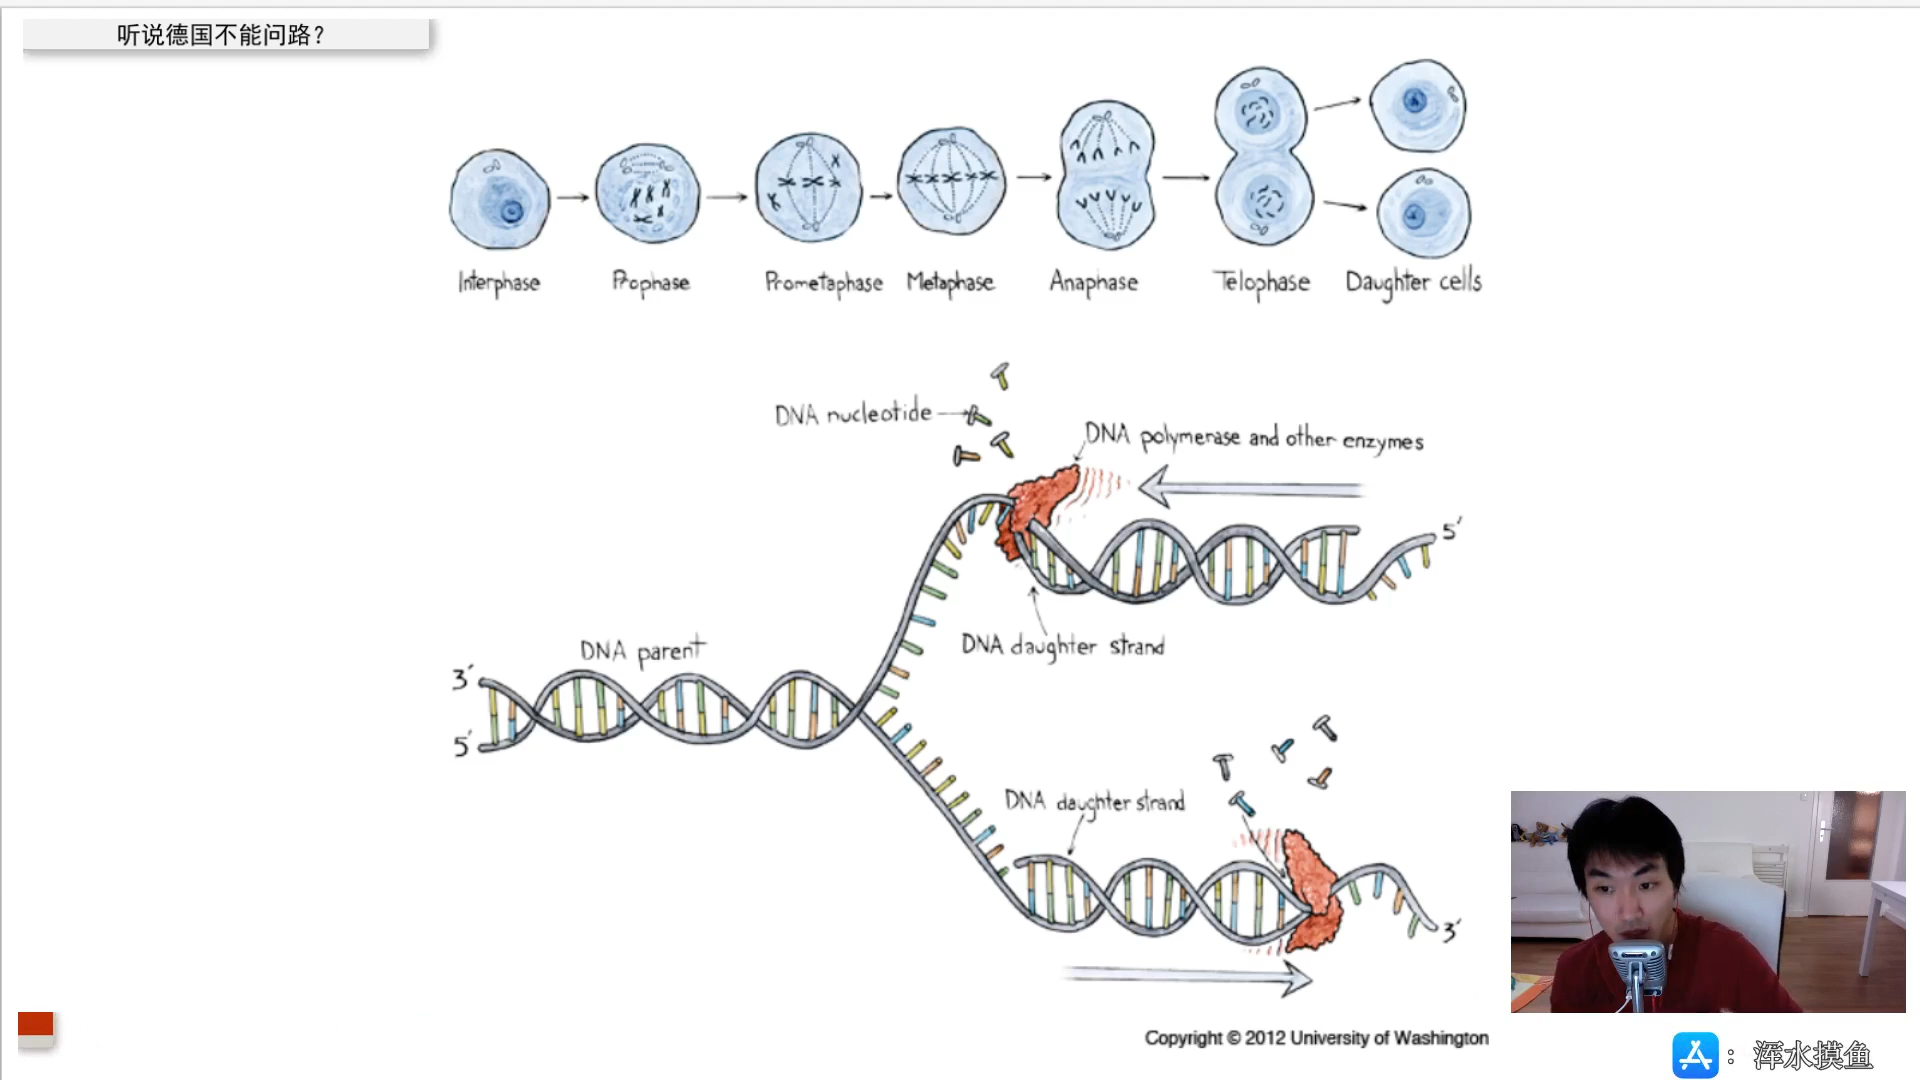 听说德国不能问路？
Interphase
Prophase
Prometaphase
Metaphase
Anaphase
Telophase
Daughter cells
DNA nucleotide
DNA polymerase and other enzymes
5′
DNA daughter strand
DNA parent
3′
5′
DNA daughter strand
3′
Copyright © 2012 University of Washington
：浑水摸鱼